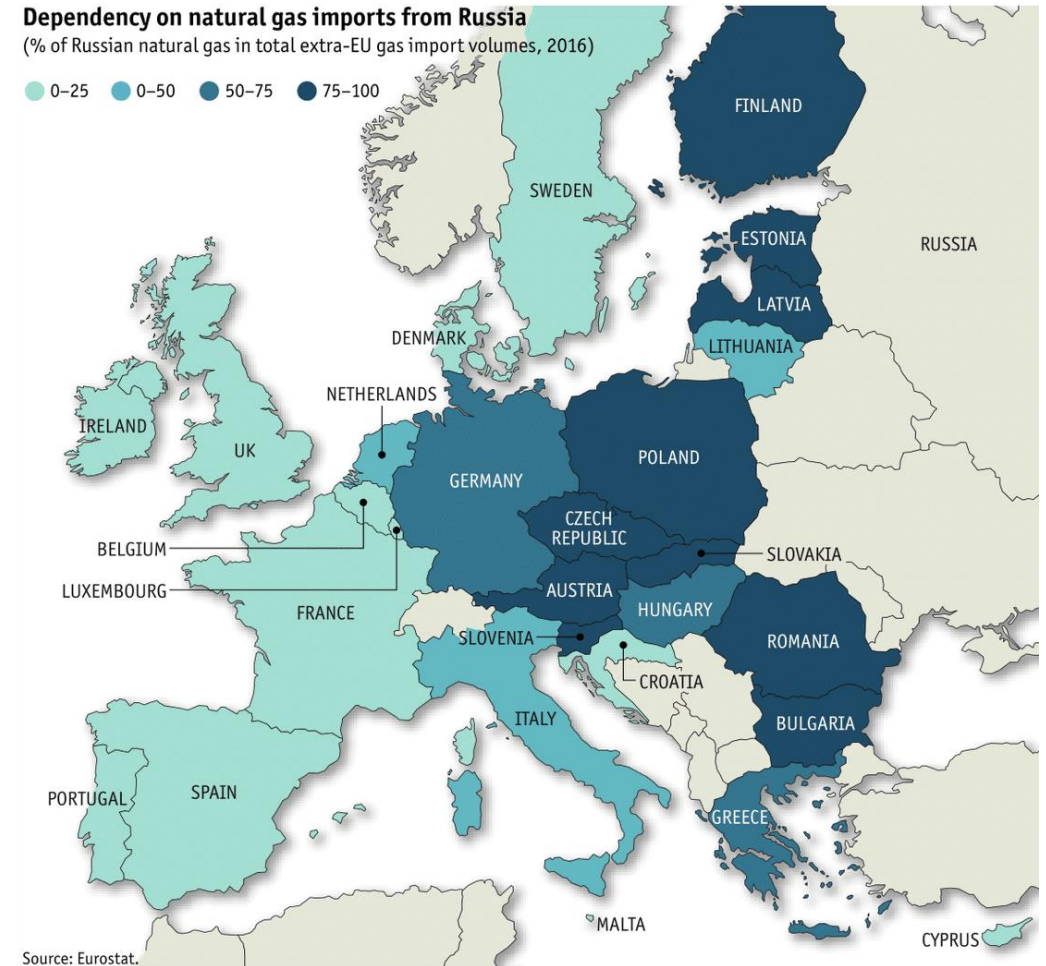 Dependency on natural gas imports from Russia
(% of Russian natural gas in total extra-EU gas import volumes, 2016)
0–25 0–50 50–75 75–100
FINLAND
SWEDEN
ESTONIA
RUSSIA
LATVIA
DENMARK
LITHUANIA
NETHERLANDS
IRELAND
UK
POLAND
GERMANY
CZECH
REPUBLIC
BELGIUM
SLOVAKIA
LUXEMBOURG
AUSTRIA
FRANCE
HUNGARY
SLOVENIA
ROMANIA
CROATIA
ITALY
BULGARIA
PORTUGAL
SPAIN
GREECE
MALTA
CYPRUS
Source: Eurostat.